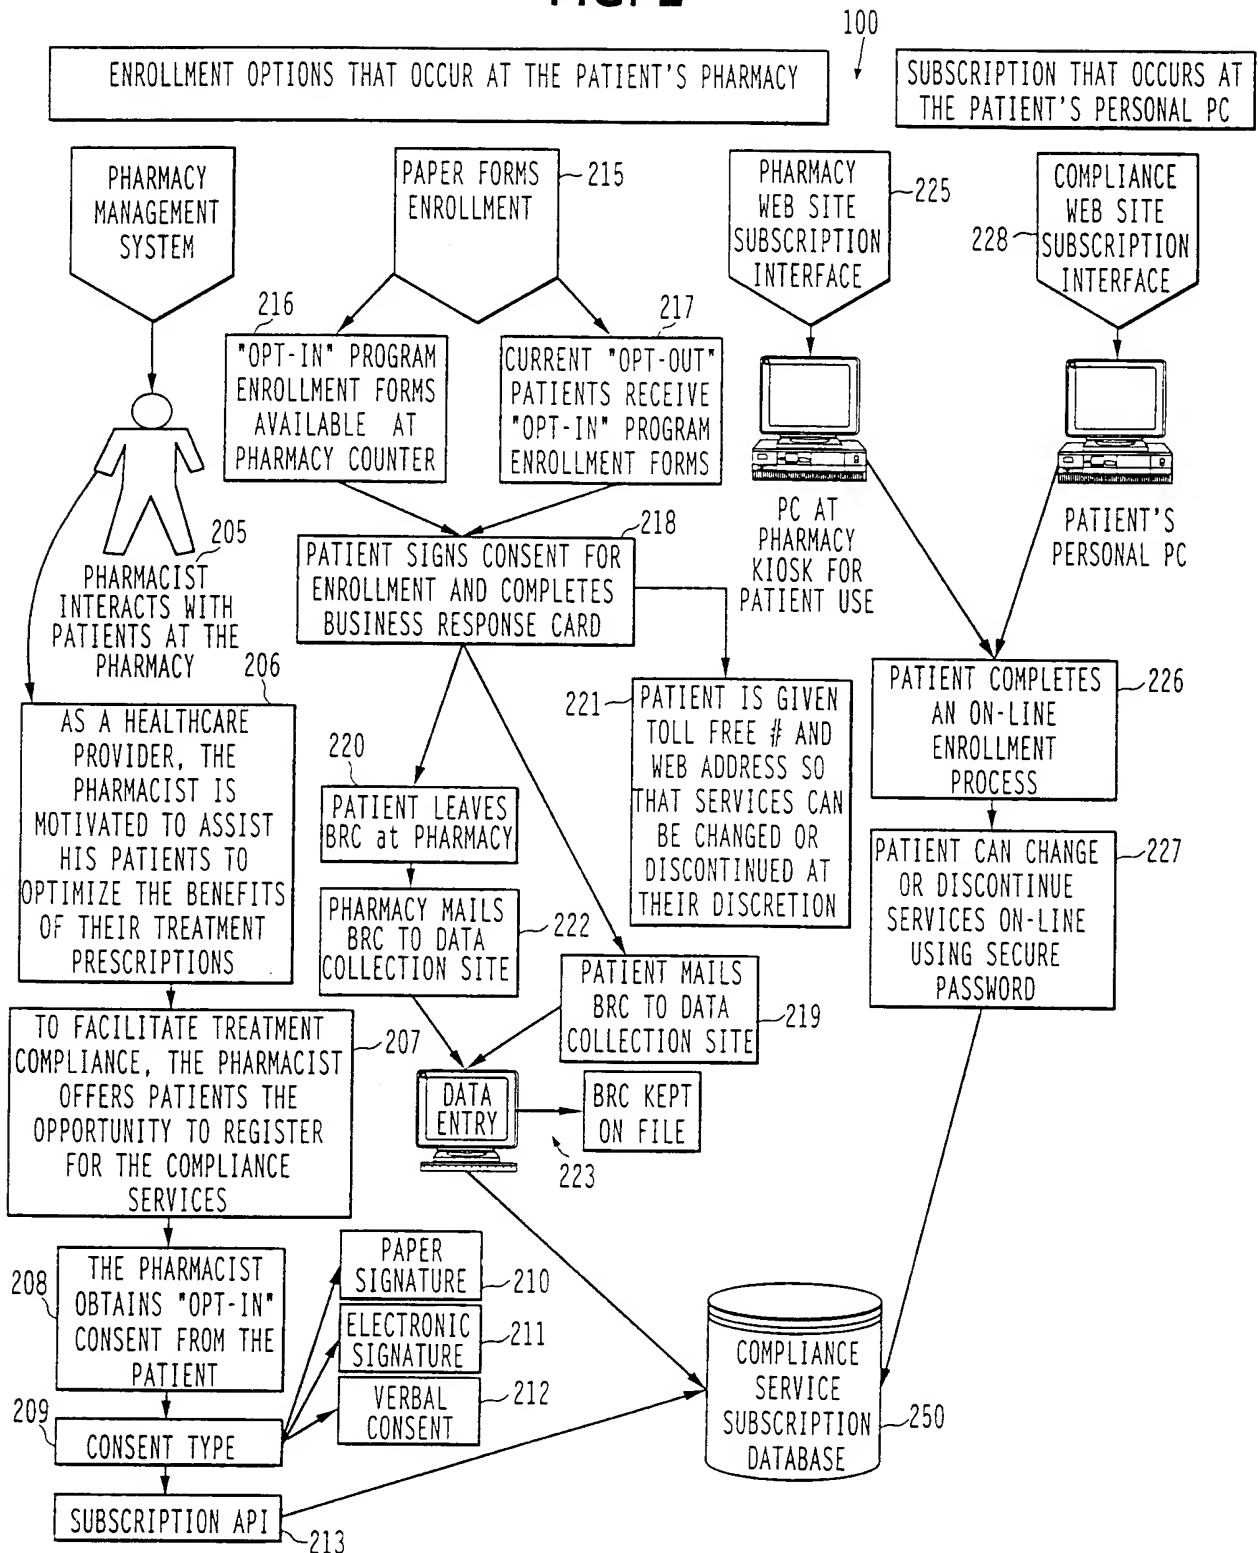 FIG. 2
100
ENROLLMENT OPTIONS THAT OCCUR AT THE PATIENT'S PHARMACY
SUBSCRIPTION THAT OCCURS AT
THE PATIENT'S PERSONAL PC
PHARMACY
MANAGEMENT
SYSTEM
PAPER FORMS
ENROLLMENT
215
PHARMACY
WEB SITE
SUBSCRIPTION
INTERFACE
225
COMPLIANCE
WEB SITE
SUBSCRIPTION
INTERFACE
228
216
"OPT-IN" PROGRAM
ENROLLMENT FORMS
AVAILABLE AT
PHARMACY COUNTER
217
CURRENT "OPT-OUT"
PATIENTS RECEIVE
"OPT-IN" PROGRAM
ENROLLMENT FORMS
PC AT
PHARMACY
KIOSK FOR
PATIENT USE
PATIENT'S
PERSONAL PC
205
PHARMACIST
INTERACTS WITH
PATIENTS AT THE
PHARMACY
218
PATIENT SIGNS CONSENT FOR
ENROLLMENT AND COMPLETES
BUSINESS RESPONSE CARD
206
AS A HEALTHCARE
PROVIDER, THE
PHARMACIST IS
MOTIVATED TO ASSIST
HIS PATIENTS TO
OPTIMIZE THE BENEFITS
OF THEIR TREATMENT
PRESCRIPTIONS
221
PATIENT IS GIVEN
TOLL FREE # AND
WEB ADDRESS SO
THAT SERVICES CAN
BE CHANGED OR
DISCONTINUED AT
THEIR DISCRETION
PATIENT COMPLETES
AN ON-LINE
ENROLLMENT
PROCESS
226
220
PATIENT LEAVES
BRC at PHARMACY
PATIENT CAN CHANGE
OR DISCONTINUE
SERVICES ON-LINE
USING SECURE
PASSWORD
227
PHARMACY MAILS
BRC TO DATA
COLLECTION SITE
222
PATIENT MAILS
BRC TO DATA
COLLECTION SITE
219
TO FACILITATE TREATMENT
COMPLIANCE, THE PHARMACIST
OFFERS PATIENTS THE
OPPORTUNITY TO REGISTER
FOR THE COMPLIANCE
SERVICES
207
DATA
ENTRY
BRC KEPT
ON FILE
223
208
THE PHARMACIST
OBTAINS "OPT-IN"
CONSENT FROM THE
PATIENT
PAPER
SIGNATURE
210
ELECTRONIC
SIGNATURE
211
VERBAL
CONSENT
212
209
CONSENT TYPE
COMPLIANCE
SERVICE
SUBSCRIPTION
DATABASE
250
SUBSCRIPTION API
213